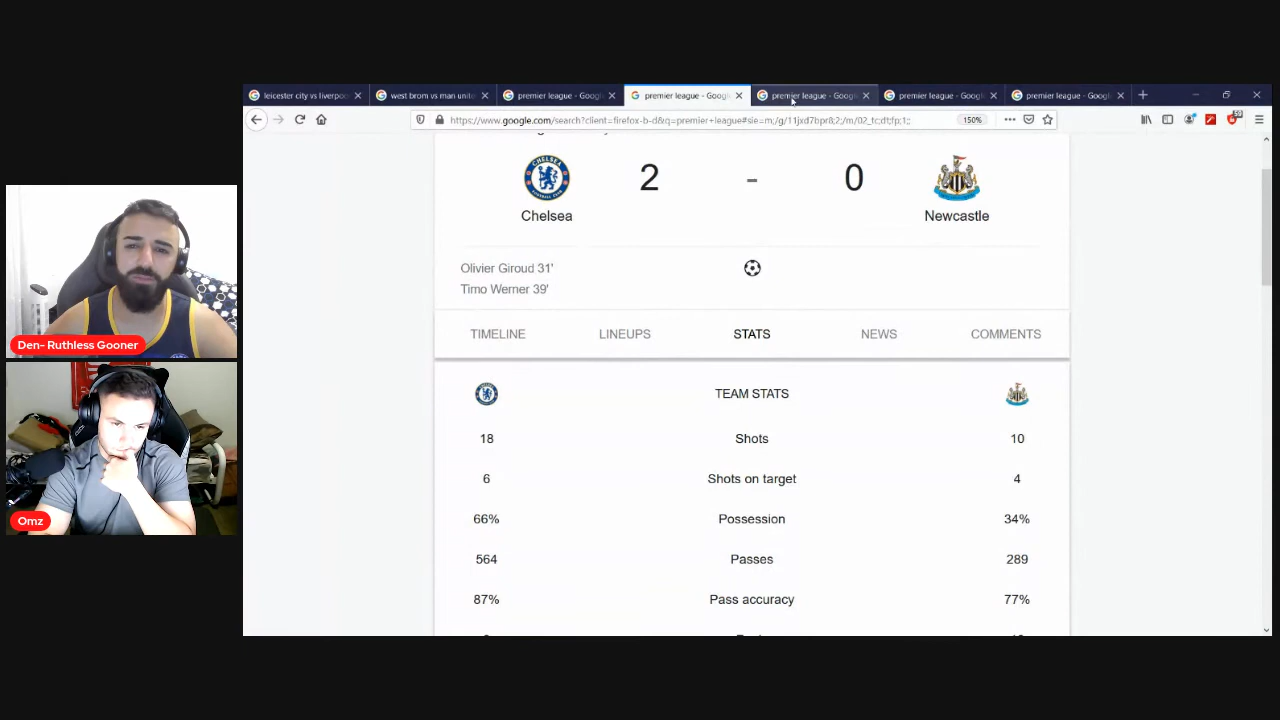 leicester city vs liverpoo
west brom vs man unite
premier league - Googl
premier league - Googl
premier league - Googl
premier league - Googl
premier league - Googl
150%
CHELSEA
2 - 0
Chelsea
Newcastle
Olivier Giroud 31'
Timo Werner 39'
TIMELINE
LINEUPS
STATS
NEWS
COMMENTS
TEAM STATS
18 Shots 10
6 Shots on target 4
66% Possession 34%
564 Passes 289
87% Pass accuracy 77%
Den- Ruthless Gooner
Omz